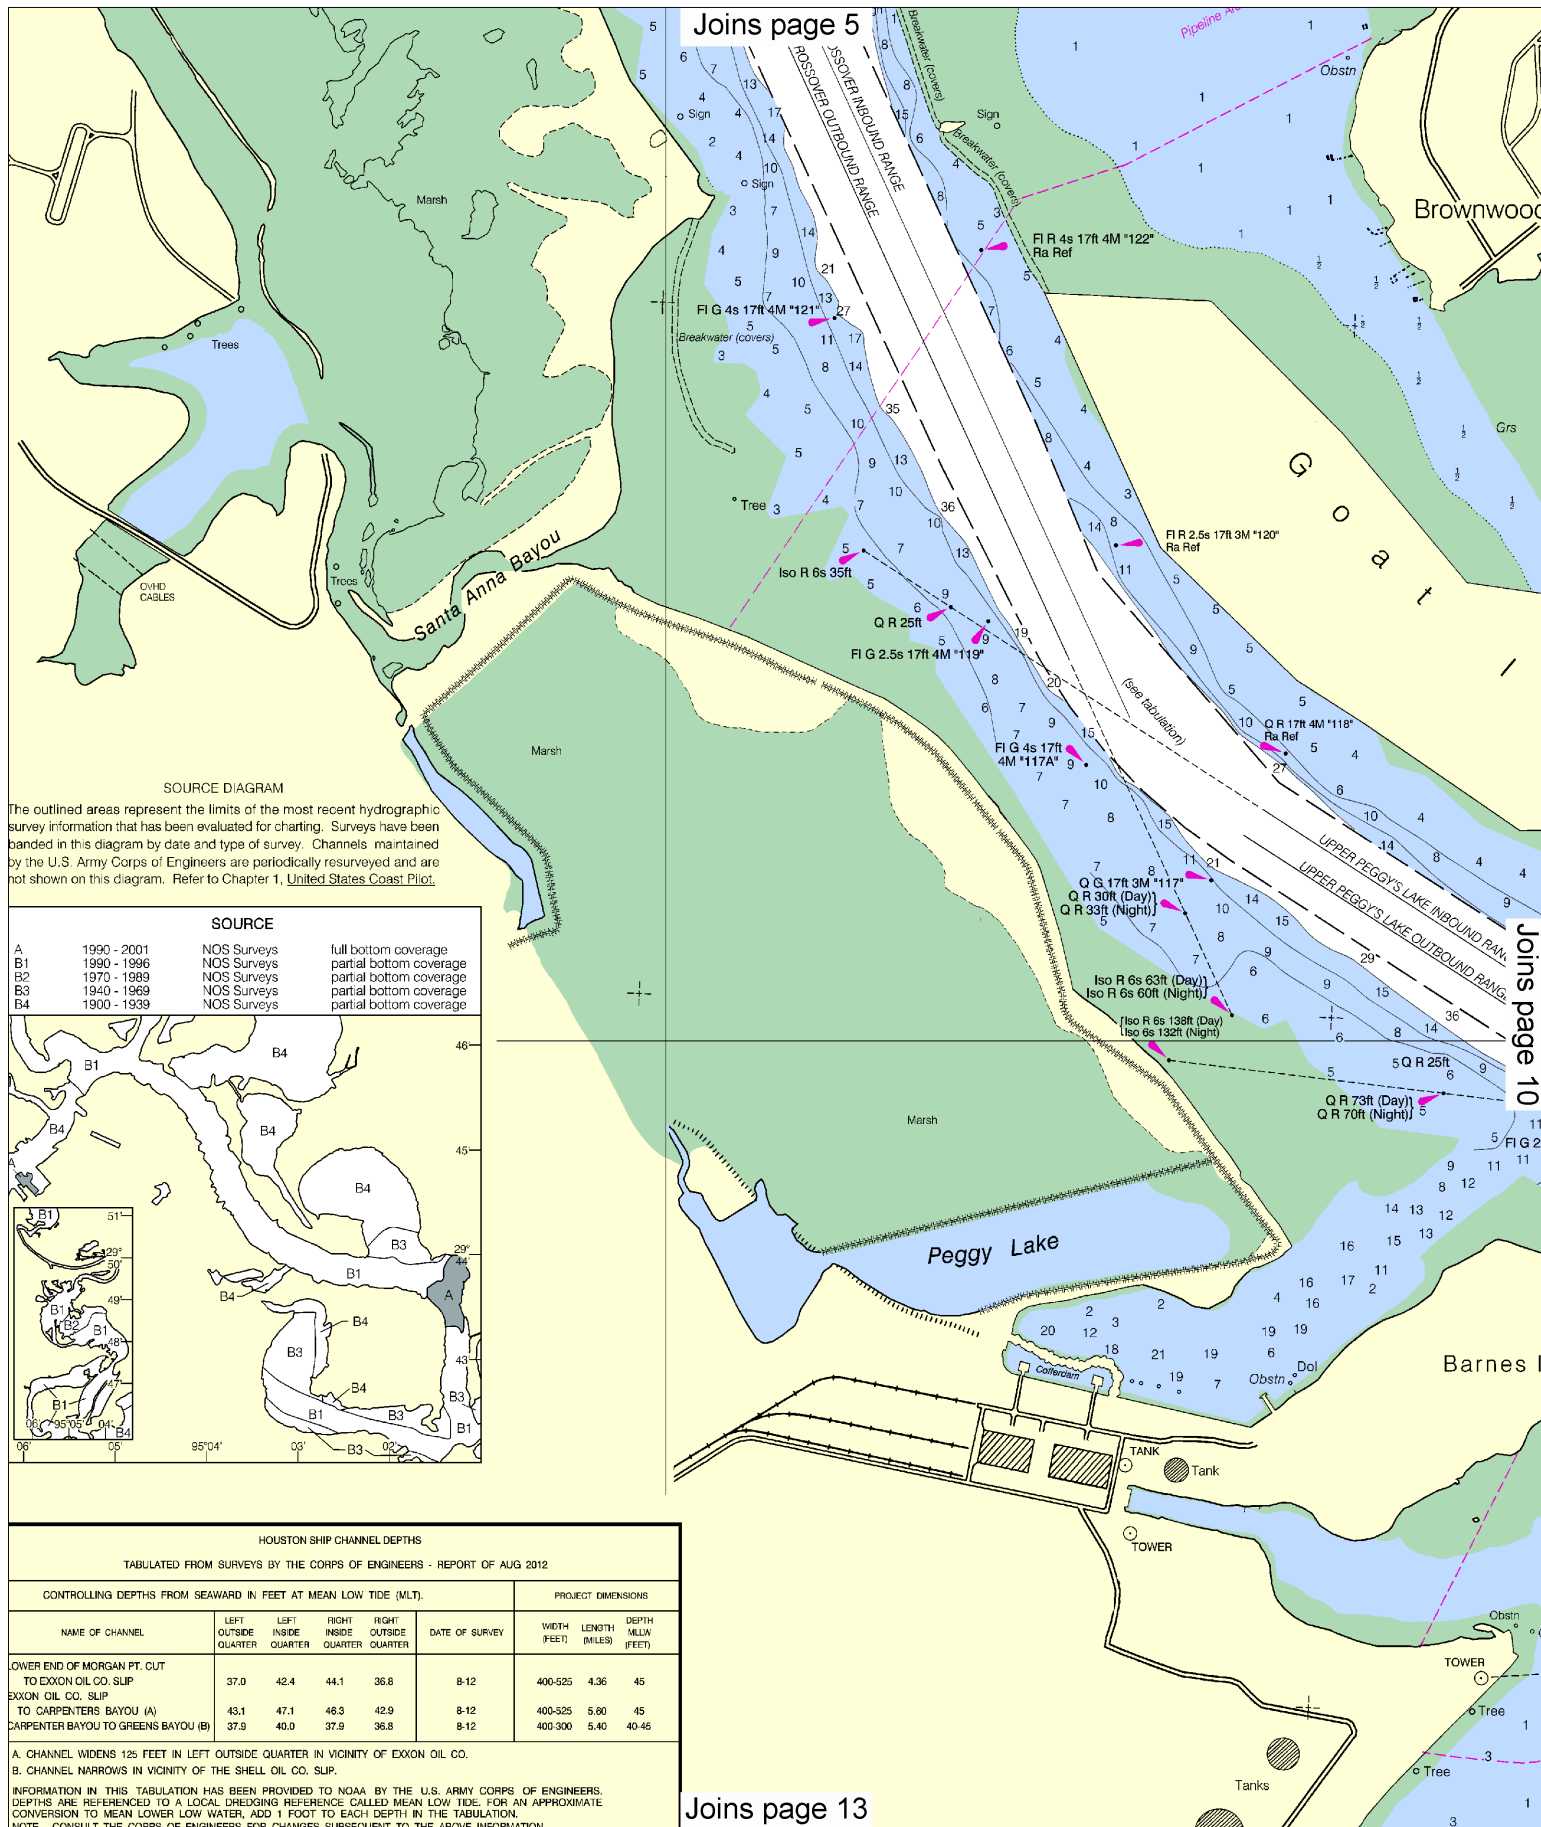 Joins page 5
Pipeline Area
Breakwater (covers)
CROSSOVER INBOUND RANGE
CROSSOVER OUTBOUND RANGE
Obstn
Sign
Sign
Sign
Breakwater (covers)
Marsh
Brownwood
Fl R 4s 17ft 4M "122"
Ra Ref
Fl G 4s 17ft 4M "121"
Breakwater (covers)
Trees
Grs
Goat I
Tree
Fl R 2.5s 17ft 3M "120"
Ra Ref
Iso R 6s 35ft
OVHD
CABLES
Trees
Santa Anna Bayou
Q R 25ft
Fl G 2.5s 17ft 4M "119"
(see tabulation)
Q R 17ft 4M "118"
Ra Ref
Marsh
Fl G 4s 17ft
4M "117A"
SOURCE DIAGRAM
The outlined areas represent the limits of the most recent hydrographic
survey information that has been evaluated for charting. Surveys have been
banded in this diagram by date and type of survey. Channels maintained
by the U.S. Army Corps of Engineers are periodically resurveyed and are
not shown on this diagram. Refer to Chapter 1, United States Coast Pilot.
UPPER PEGGY'S LAKE INBOUND RANG
UPPER PEGGY'S LAKE OUTBOUND RANG
Q G 17ft 3M "117"
Q R 30ft (Day)
Q R 33ft (Night)
SOURCE
A 1990 - 2001 NOS Surveys full bottom coverage
B1 1990 - 1996 NOS Surveys partial bottom coverage
B2 1970 - 1989 NOS Surveys partial bottom coverage
B3 1940 - 1969 NOS Surveys partial bottom coverage
B4 1900 - 1939 NOS Surveys partial bottom coverage
Iso R 6s 63ft (Day)
Iso R 6s 60ft (Night)
Iso R 6s 138ft (Day)
Iso 6s 132ft (Night)
Joins page 10
Q R 25ft
Q R 73ft (Day)
Q R 70ft (Night)
Fl G 2
Marsh
Peggy Lake
Cofferdam
Obstn
Dol
Barnes I
TANK
Tank
TOWER
Obstn
TOWER
Tree
Tree
Tanks
HOUSTON SHIP CHANNEL DEPTHS
TABULATED FROM SURVEYS BY THE CORPS OF ENGINEERS - REPORT OF AUG 2012
CONTROLLING DEPTHS FROM SEAWARD IN FEET AT MEAN LOW TIDE (MLT). PROJECT DIMENSIONS
NAME OF CHANNEL LEFT OUTSIDE QUARTER LEFT INSIDE QUARTER RIGHT INSIDE QUARTER RIGHT OUTSIDE QUARTER DATE OF SURVEY WIDTH (FEET) LENGTH (MILES) DEPTH MLLW (FEET)
LOWER END OF MORGAN PT. CUT
TO EXXON OIL CO. SLIP 37.0 42.4 44.1 36.8 8-12 400-525 4.36 45
EXXON OIL CO. SLIP
TO CARPENTERS BAYOU (A) 43.1 47.1 46.3 42.9 8-12 400-525 5.60 45
CARPENTER BAYOU TO GREENS BAYOU (B) 37.9 40.0 37.9 36.8 8-12 400-300 5.40 40-45
A. CHANNEL WIDENS 125 FEET IN LEFT OUTSIDE QUARTER IN VICINITY OF EXXON OIL CO.
B. CHANNEL NARROWS IN VICINITY OF THE SHELL OIL CO. SLIP.
INFORMATION IN THIS TABULATION HAS BEEN PROVIDED TO NOAA BY THE U.S. ARMY CORPS OF ENGINEERS.
DEPTHS ARE REFERENCED TO A LOCAL DREDGING REFERENCE CALLED MEAN LOW TIDE. FOR AN APPROXIMATE
CONVERSION TO MEAN LOWER LOW WATER, ADD 1 FOOT TO EACH DEPTH IN THE TABULATION.
NOTE - CONSULT THE CORPS OF ENGINEERS FOR CHANGES SUBSEQUENT TO THE ABOVE INFORMATION
Joins page 13